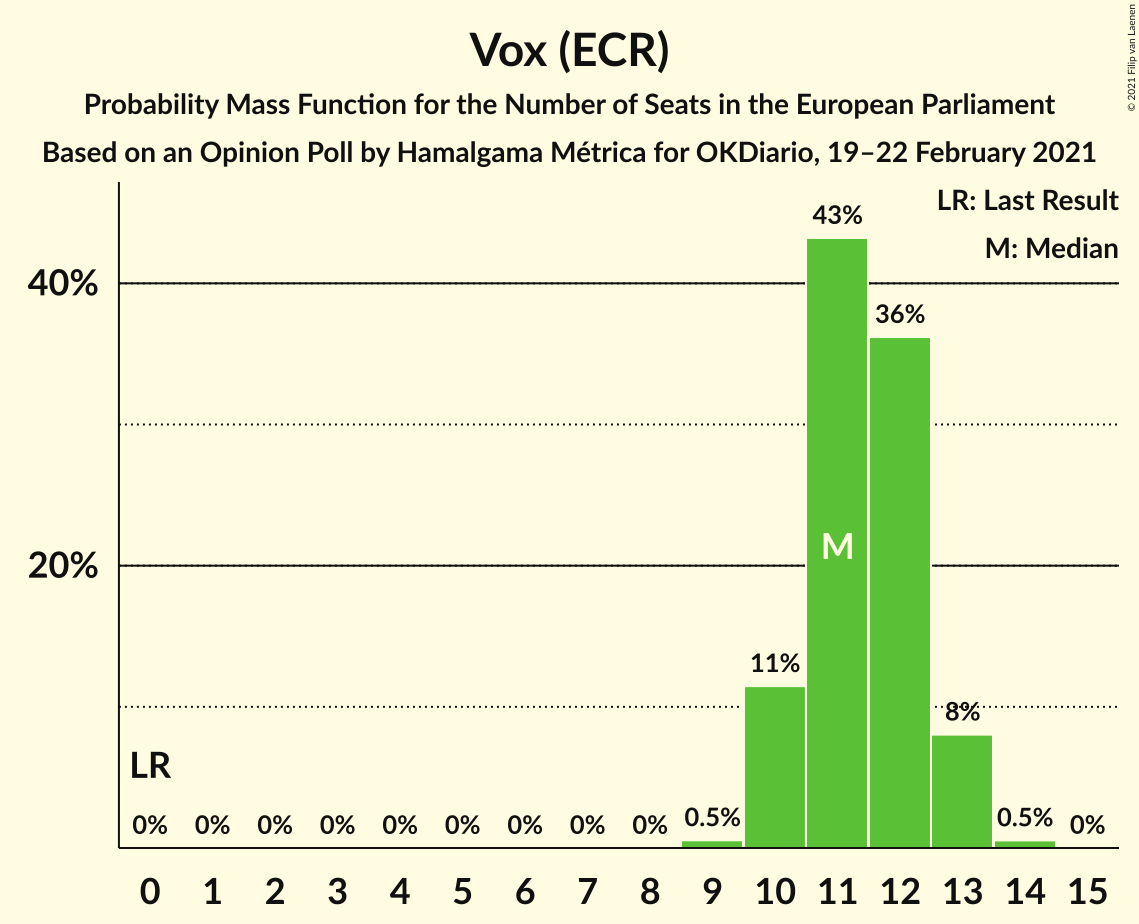 Vox (ECR)
Probability Mass Function for the Number of Seats in the European Parliament
Based on an Opinion Poll by Hamalgama Métrica for OKDiario, 19–22 February 2021
© 2021 Filip van Laenen
LR: Last Result
M: Median
43%
40%
36%
M
20%
11%
8%
LR
0% 0% 0% 0% 0% 0% 0% 0% 0% 0.5% 0.5% 0%
0 1 2 3 4 5 6 7 8 9 10 11 12 13 14 15